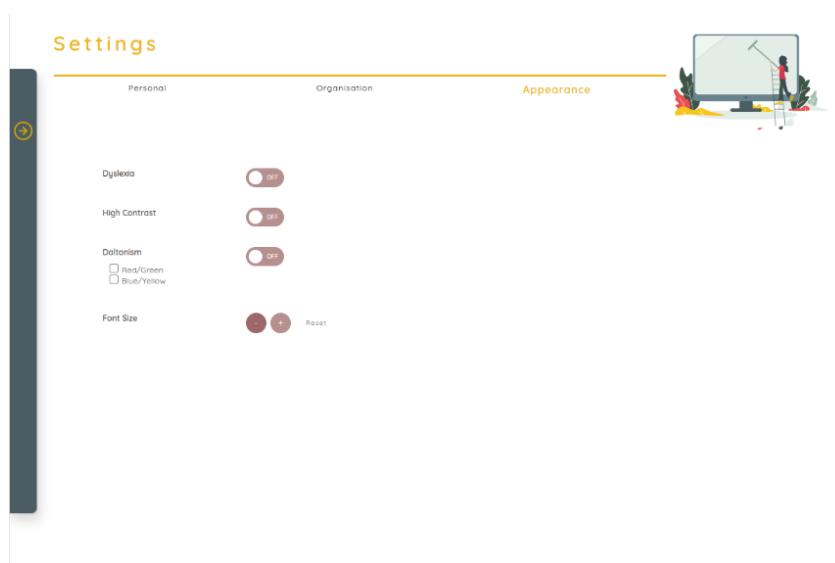 Settings
Personal Organisation Appearance
Dyslexia OFF
High Contrast OFF
Daltonism OFF
Red/Green
Blue/Yellow
Font Size - + Reset